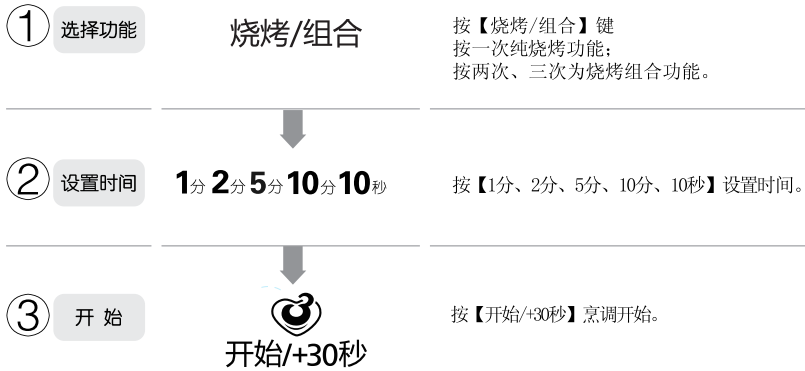 ① 选择功能
烧烤/组合
按【烧烤/组合】键
按一次纯烧烤功能；
按两次、三次为烧烤组合功能。
② 设置时间
1分 2分 5分 10分 10秒
按【1分、2分、5分、10分、10秒】设置时间。
③ 开 始
开始/+30秒
按【开始/+30秒】烹调开始。